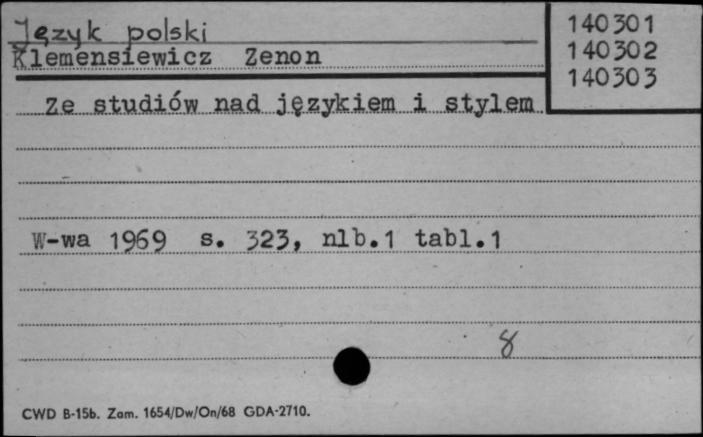 Język polski
Klemensiewicz Zenon
140301
140302
140303
Ze studiów nad językiem i stylem
W-wa 1969 s. 323, nlb.1 tabl.1
8
CWD B-15b. Zam. 1654/Dw/On/68 GDA-2710.